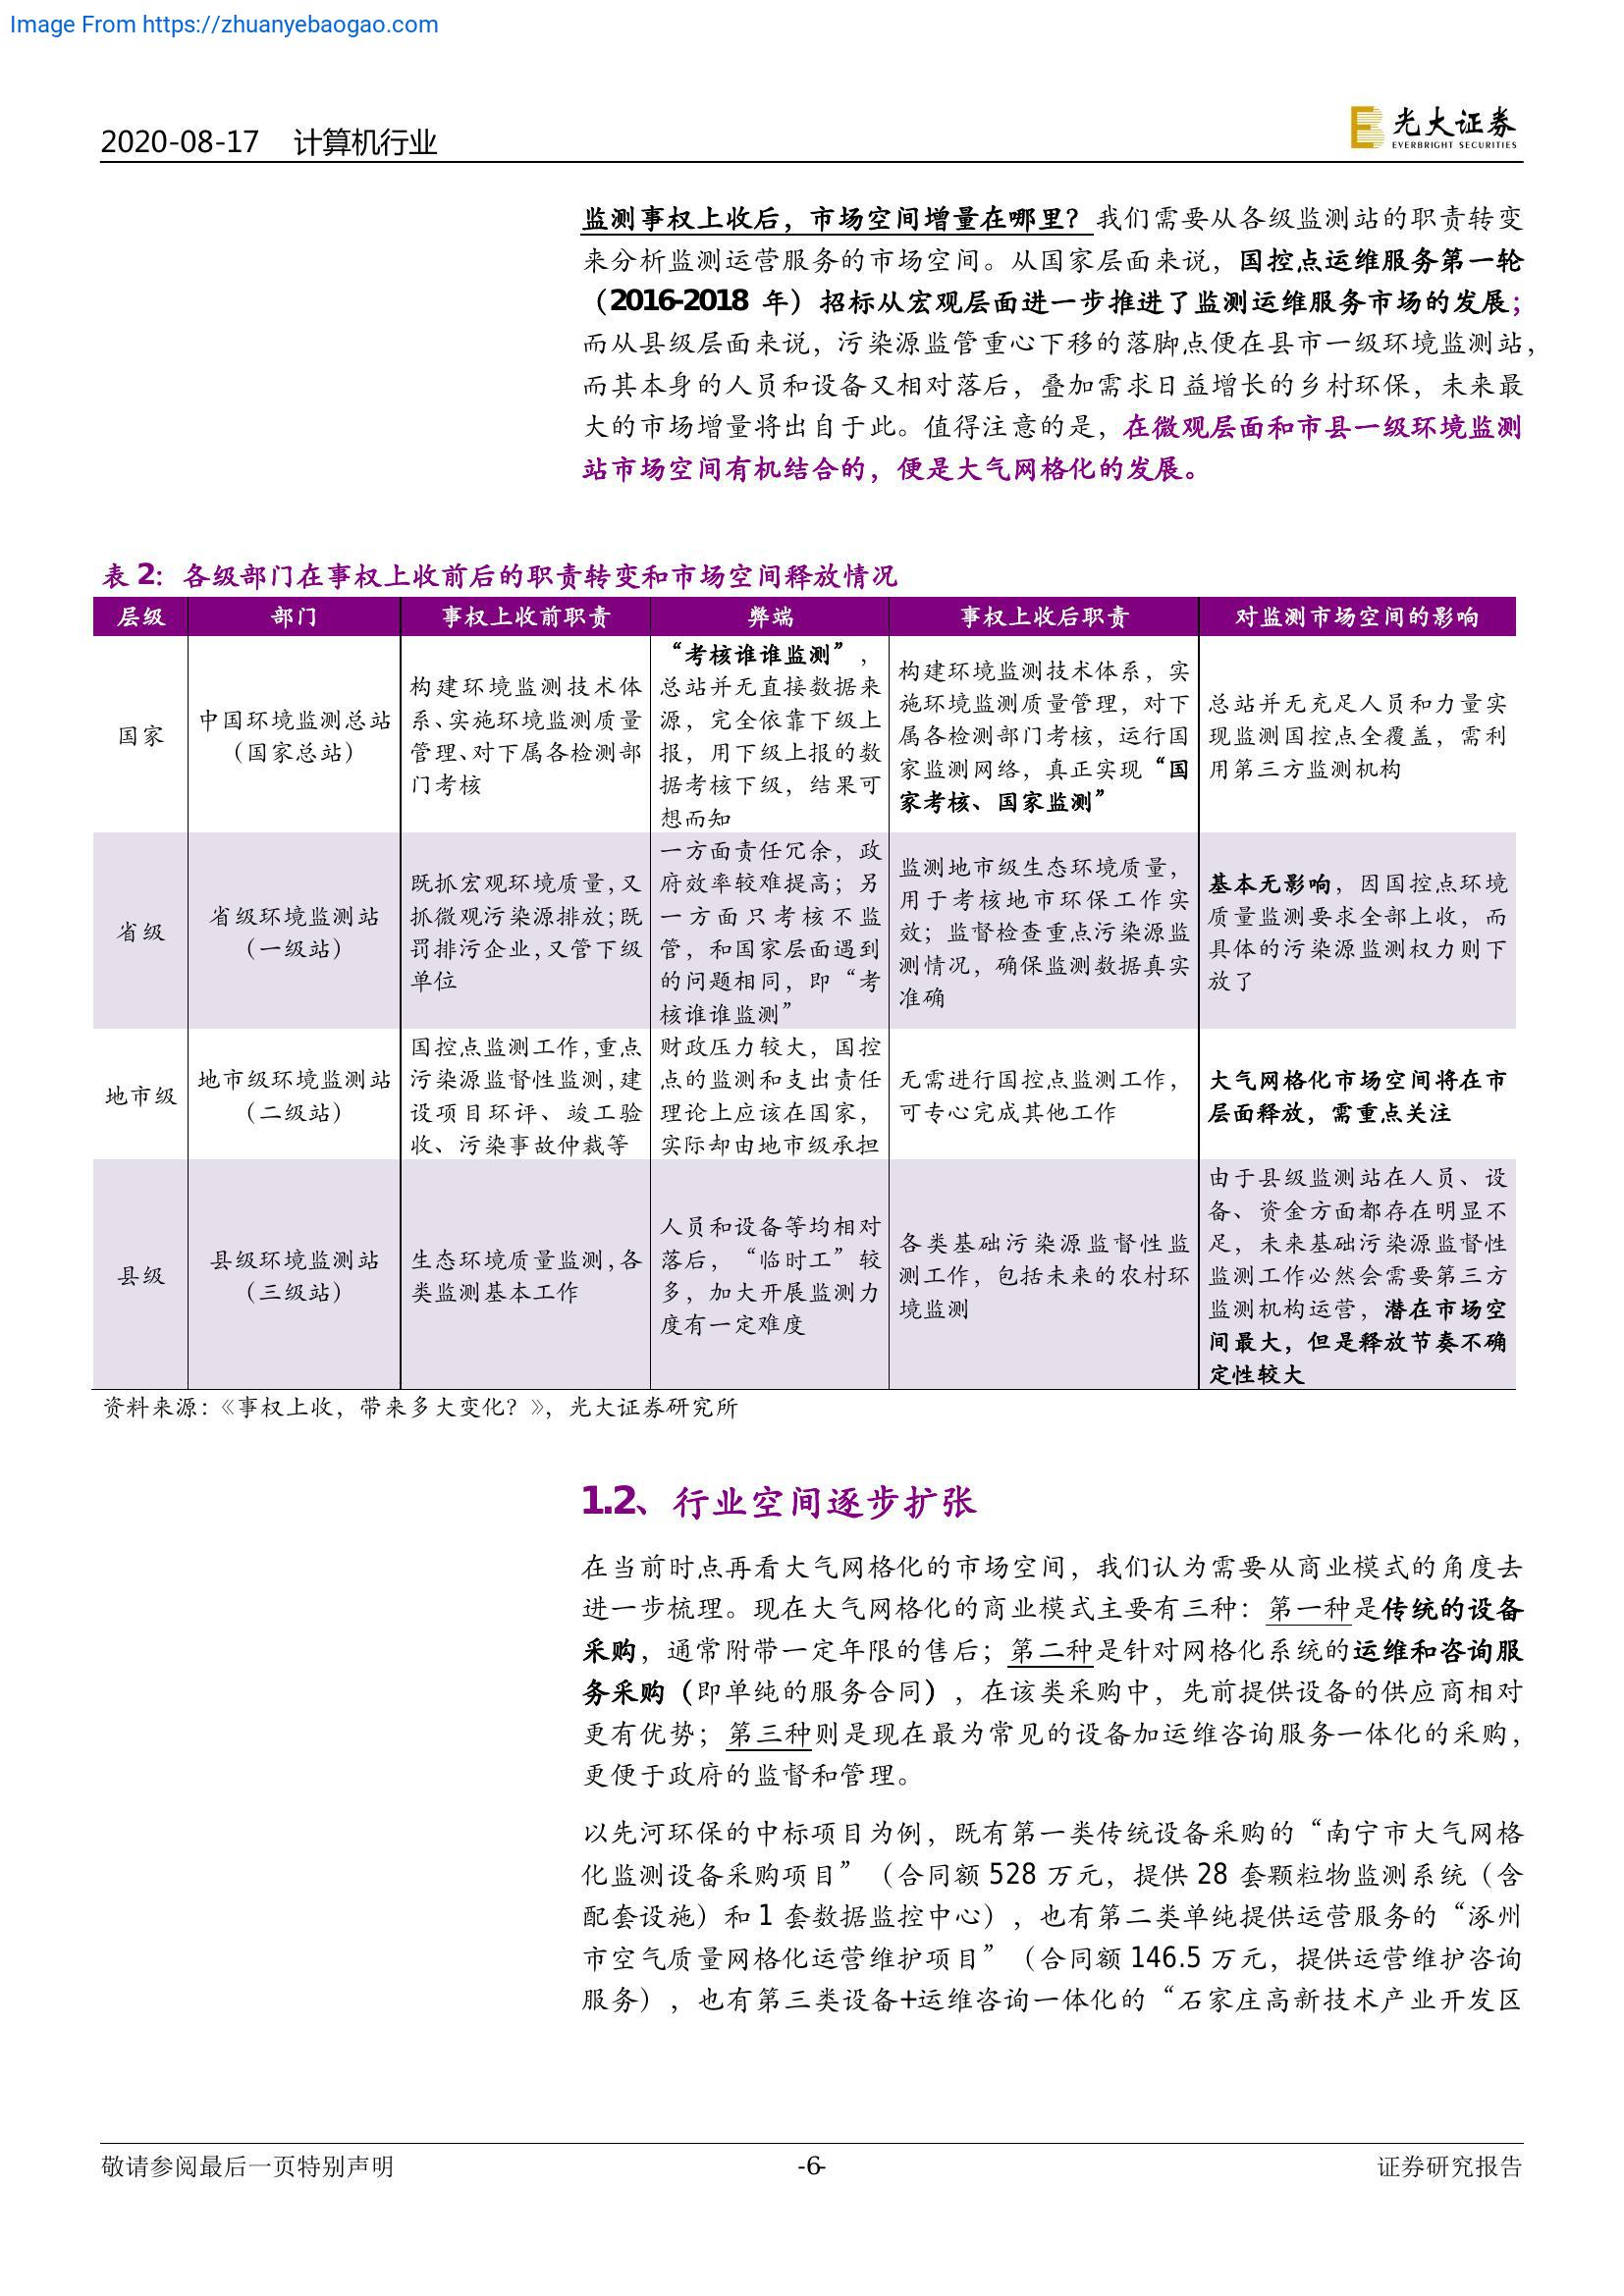 Image From https://zhuanyebaogao.com
2020-08-17 计算机行业
光大证券
EVERBRIGHT SECURITIES
监测事权上收后，市场空间增量在哪里？我们需要从各级监测站的职责转变
来分析监测运营服务的市场空间。从国家层面来说，国控点运维服务第一轮
（2016-2018 年）招标从宏观层面进一步推进了监测运维服务市场的发展；
而从县级层面来说，污染源监管重心下移的落脚点便在县市一级环境监测站，
而其本身的人员和设备又相对落后，叠加需求日益增长的乡村环保，未来最
大的市场增量将出自于此。值得注意的是，在微观层面和市县一级环境监测
站市场空间有机结合的，便是大气网格化的发展。
表 2：各级部门在事权上收前后的职责转变和市场空间释放情况
层级 部门 事权上收前职责 弊端 事权上收后职责 对监测市场空间的影响
国家
中国环境监测总站
（国家总站）
构建环境监测技术体
系、实施环境监测质量
管理、对下属各检测部
门考核
“考核谁谁监测”，
总站并无直接数据来
源，完全依靠下级上
报，用下级上报的数
据考核下级，结果可
想而知
构建环境监测技术体系，实
施环境监测质量管理，对下
属各检测部门考核，运行国
家监测网络，真正实现“国
家考核、国家监测”
总站并无充足人员和力量实
现监测国控点全覆盖，需利
用第三方监测机构
省级
省级环境监测站
（一级站）
既抓宏观环境质量，又
抓微观污染源排放；既
罚排污企业，又管下级
单位
一方面责任冗余，政
府效率较难提高；另
一方面只考核不监
管，和国家层面遇到
的问题相同，即“考
核谁谁监测”
监测地市级生态环境质量，
用于考核地市环保工作实
效；监督检查重点污染源监
测情况，确保监测数据真实
准确
基本无影响，因国控点环境
质量监测要求全部上收，而
具体的污染源监测权力则下
放了
地市级
地市级环境监测站
（二级站）
国控点监测工作，重点
污染源监督性监测，建
设项目环评、竣工验
收、污染事故仲裁等
财政压力较大，国控
点的监测和支出责任
理论上应该在国家，
实际却由地市级承担
无需进行国控点监测工作，
可专心完成其他工作
大气网格化市场空间将在市
层面释放，需重点关注
县级
县级环境监测站
（三级站）
生态环境质量监测，各
类监测基本工作
人员和设备等均相对
落后，“临时工”较
多，加大开展监测力
度有一定难度
各类基础污染源监督性监
测工作，包括未来的农村环
境监测
由于县级监测站在人员、设
备、资金方面都存在明显不
足，未来基础污染源监督性
监测工作必然会需要第三方
监测机构运营，潜在市场空
间最大，但是释放节奏不确
定性较大
资料来源：《事权上收，带来多大变化？》，光大证券研究所
1.2、行业空间逐步扩张
在当前时点再看大气网格化的市场空间，我们认为需要从商业模式的角度去
进一步梳理。现在大气网格化的商业模式主要有三种：第一种是传统的设备
采购，通常附带一定年限的售后；第二种是针对网格化系统的运维和咨询服
务采购（即单纯的服务合同），在该类采购中，先前提供设备的供应商相对
更有优势；第三种则是现在最为常见的设备加运维咨询服务一体化的采购，
更便于政府的监督和管理。
以先河环保的中标项目为例，既有第一类传统设备采购的“南宁市大气网格
化监测设备采购项目”（合同额 528 万元，提供 28 套颗粒物监测系统（含
配套设施）和 1 套数据监控中心），也有第二类单纯提供运营服务的“涿州
市空气质量网格化运营维护项目”（合同额 146.5 万元，提供运营维护咨询
服务），也有第三类设备+运维咨询一体化的“石家庄高新技术产业开发区
敬请参阅最后一页特别声明 -6- 证券研究报告